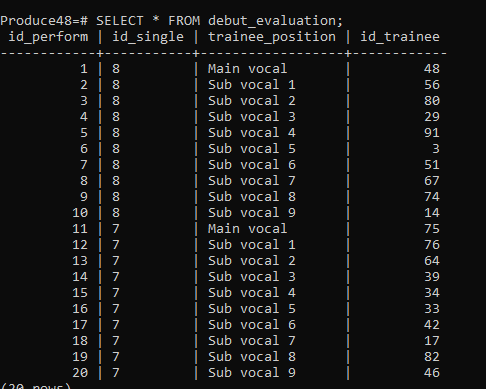 Produce48=# SELECT * FROM debut_evaluation;
 id_perform | id_single | trainee_position | id_trainee
------------+-----------+------------------+------------
          1 | 8         | Main vocal       |         48
          2 | 8         | Sub vocal 1      |         56
          3 | 8         | Sub vocal 2      |         80
          4 | 8         | Sub vocal 3      |         29
          5 | 8         | Sub vocal 4      |         91
          6 | 8         | Sub vocal 5      |          3
          7 | 8         | Sub vocal 6      |         51
          8 | 8         | Sub vocal 7      |         67
          9 | 8         | Sub vocal 8      |         74
         10 | 8         | Sub vocal 9      |         14
         11 | 7         | Main vocal       |         75
         12 | 7         | Sub vocal 1      |         76
         13 | 7         | Sub vocal 2      |         64
         14 | 7         | Sub vocal 3      |         39
         15 | 7         | Sub vocal 4      |         34
         16 | 7         | Sub vocal 5      |         33
         17 | 7         | Sub vocal 6      |         42
         18 | 7         | Sub vocal 7      |         17
         19 | 7         | Sub vocal 8      |         82
         20 | 7         | Sub vocal 9      |         46
(20 rows)